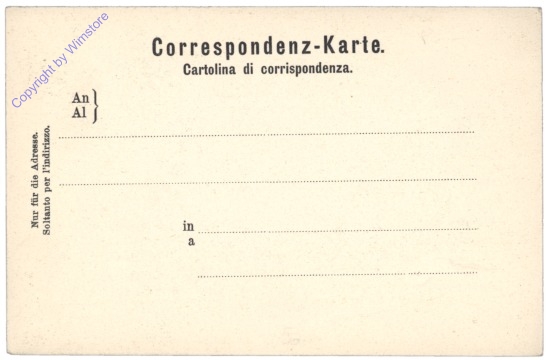 Correspondenz-Karte.
Cartolina di corrispondenza.
Copyright by Wimstore
An
Al
Nur für die Adresse.
Soltanto per l'indirizzo.
in
a